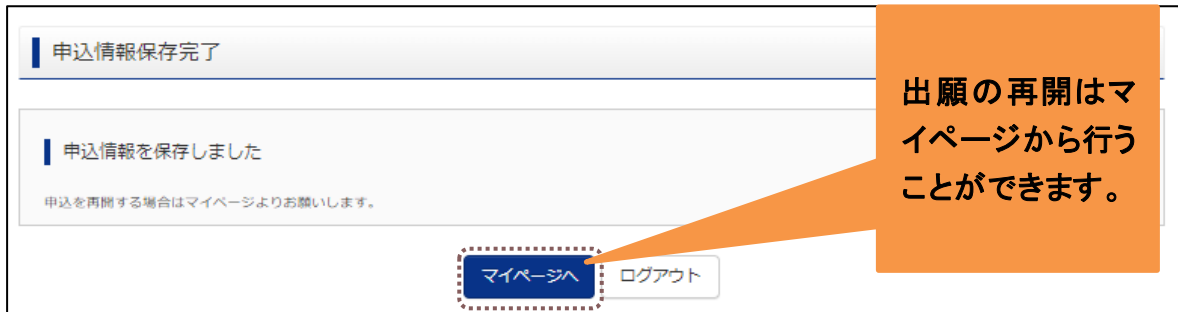 申込情報保存完了
申込情報を保存しました
申込を再開する場合はマイページよりお願いします。
マイページへ
ログアウト
出願の再開はマ
イページから行う
ことができます。